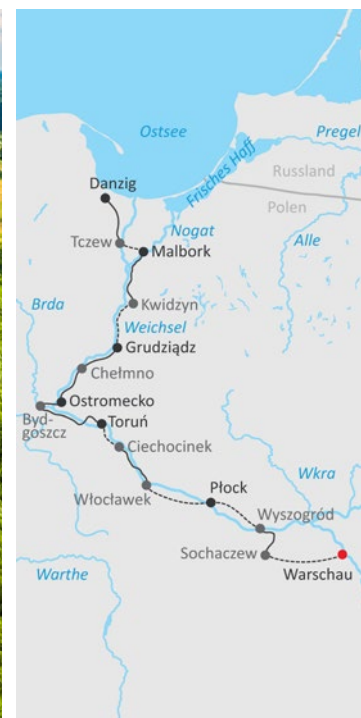 Ostsee
Pregel
Frisches Haff
Russland
Polen
Danzig
Nogat
Tczew
Malbork
Alle
Brda
Kwidzyn
Weichsel
Grudziądz
Chełmno
Ostromecko
Byd-
goszcz
Toruń
Ciechocinek
Wkra
Włocławek
Płock
Wyszogród
Sochaczew
Warthe
Warschau